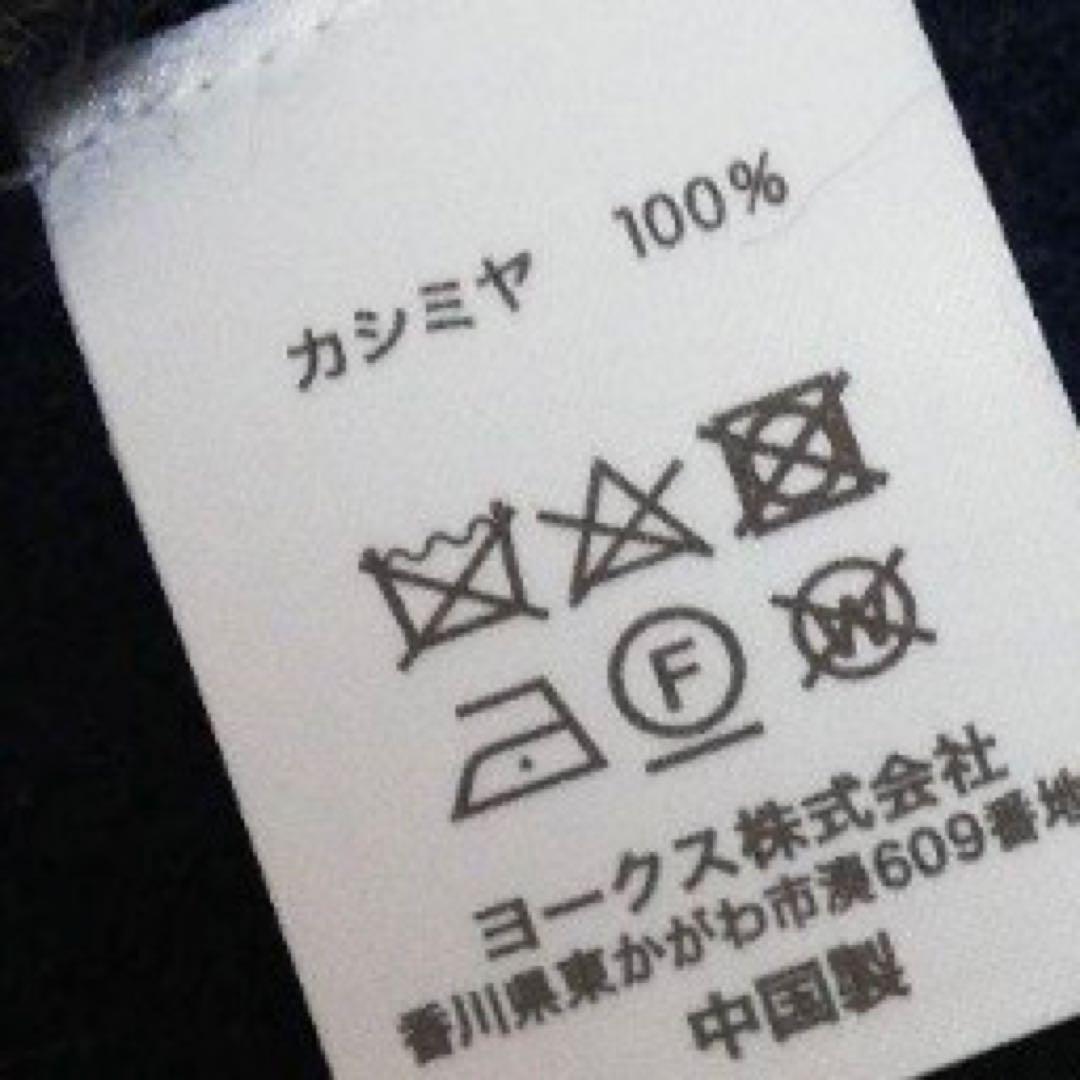 カシミヤ 100%
F
W
ヨークス株式会社
香川県東かがわ市湊609番地
中国製